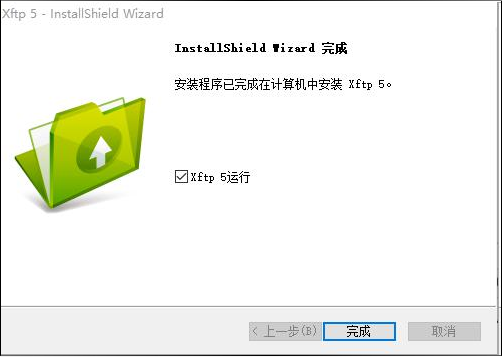 Xftp 5 - InstallShield Wizard
InstallShield Wizard 完成
安装程序已完成在计算机中安装 Xftp 5。
Xftp 5运行
< 上一步(B)
完成
取消